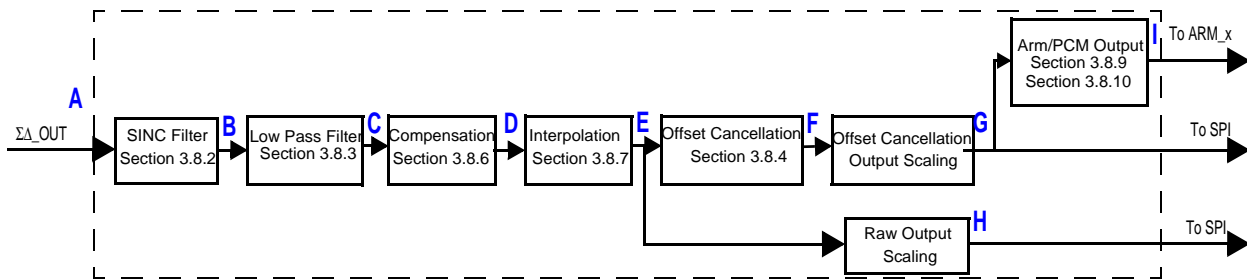 A
ΣΔ_OUT
SINC Filter
Section 3.8.2
B
Low Pass Filter
Section 3.8.3
C
Compensation
Section 3.8.6
D
Interpolation
Section 3.8.7
E
Offset Cancellation
Section 3.8.4
F
Offset Cancellation
Output Scaling
G
Arm/PCM Output
Section 3.8.9
Section 3.8.10
I
To ARM_x
To SPI
Raw Output
Scaling
H
To SPI